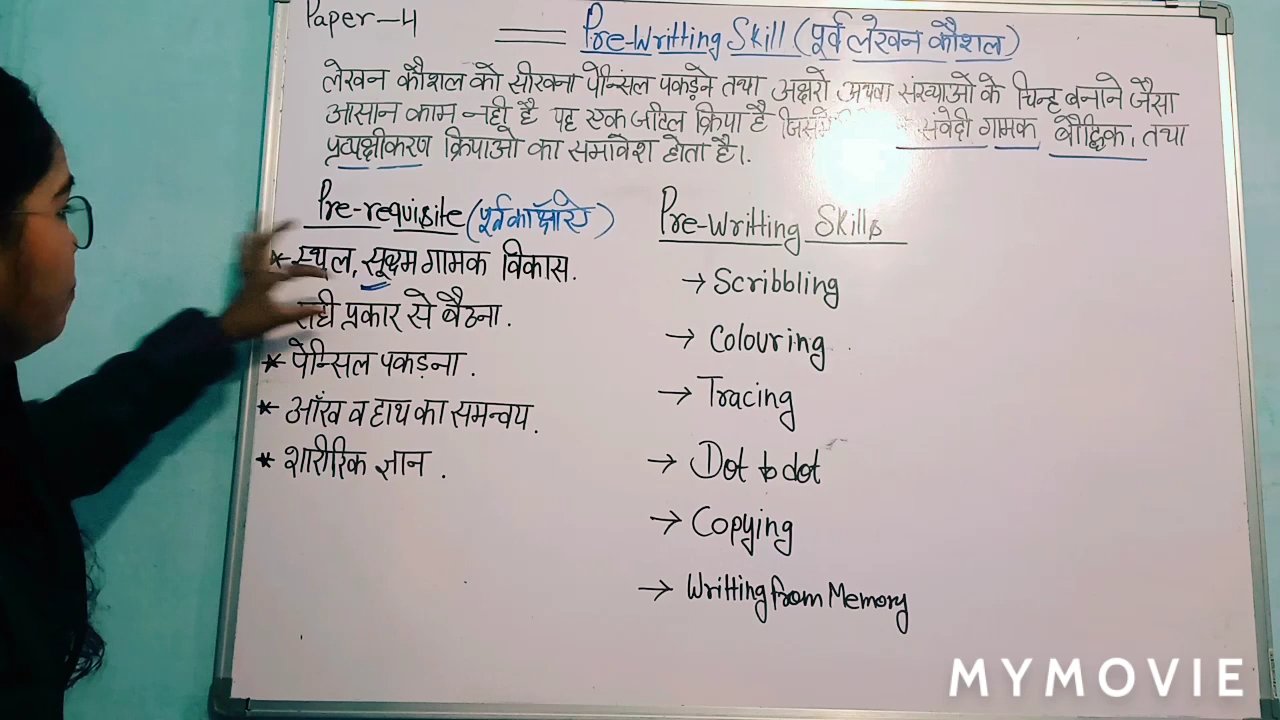 Paper-4
Pre-Writting Skill (पूर्व लेखन कौशल)
लेखन कौशल को सीखना पेन्सिल पकड़ने तथा अक्षरो अथवा संख्याओ के चिन्ह बनाने जैसा
आसान काम नही है यह एक जटिल क्रिया है संवेदी गामक बौद्धिक, तथा
प्रत्यक्षीकरण क्रियाओ का समावेश होता है।.
Pre-requisite
* स्थूल, सूक्ष्म गामक विकास.
सही प्रकार से बैठना.
* पेन्सिल पकड़ना.
* आँख व हाथ का समन्वय.
* शारीरिक ज्ञान.
Pre-Writting Skills
→ Scribbling
→ Colouring
→ Tracing
→ Dot to dot
→ Copying
→ Writting from Memory
MYMOVIE